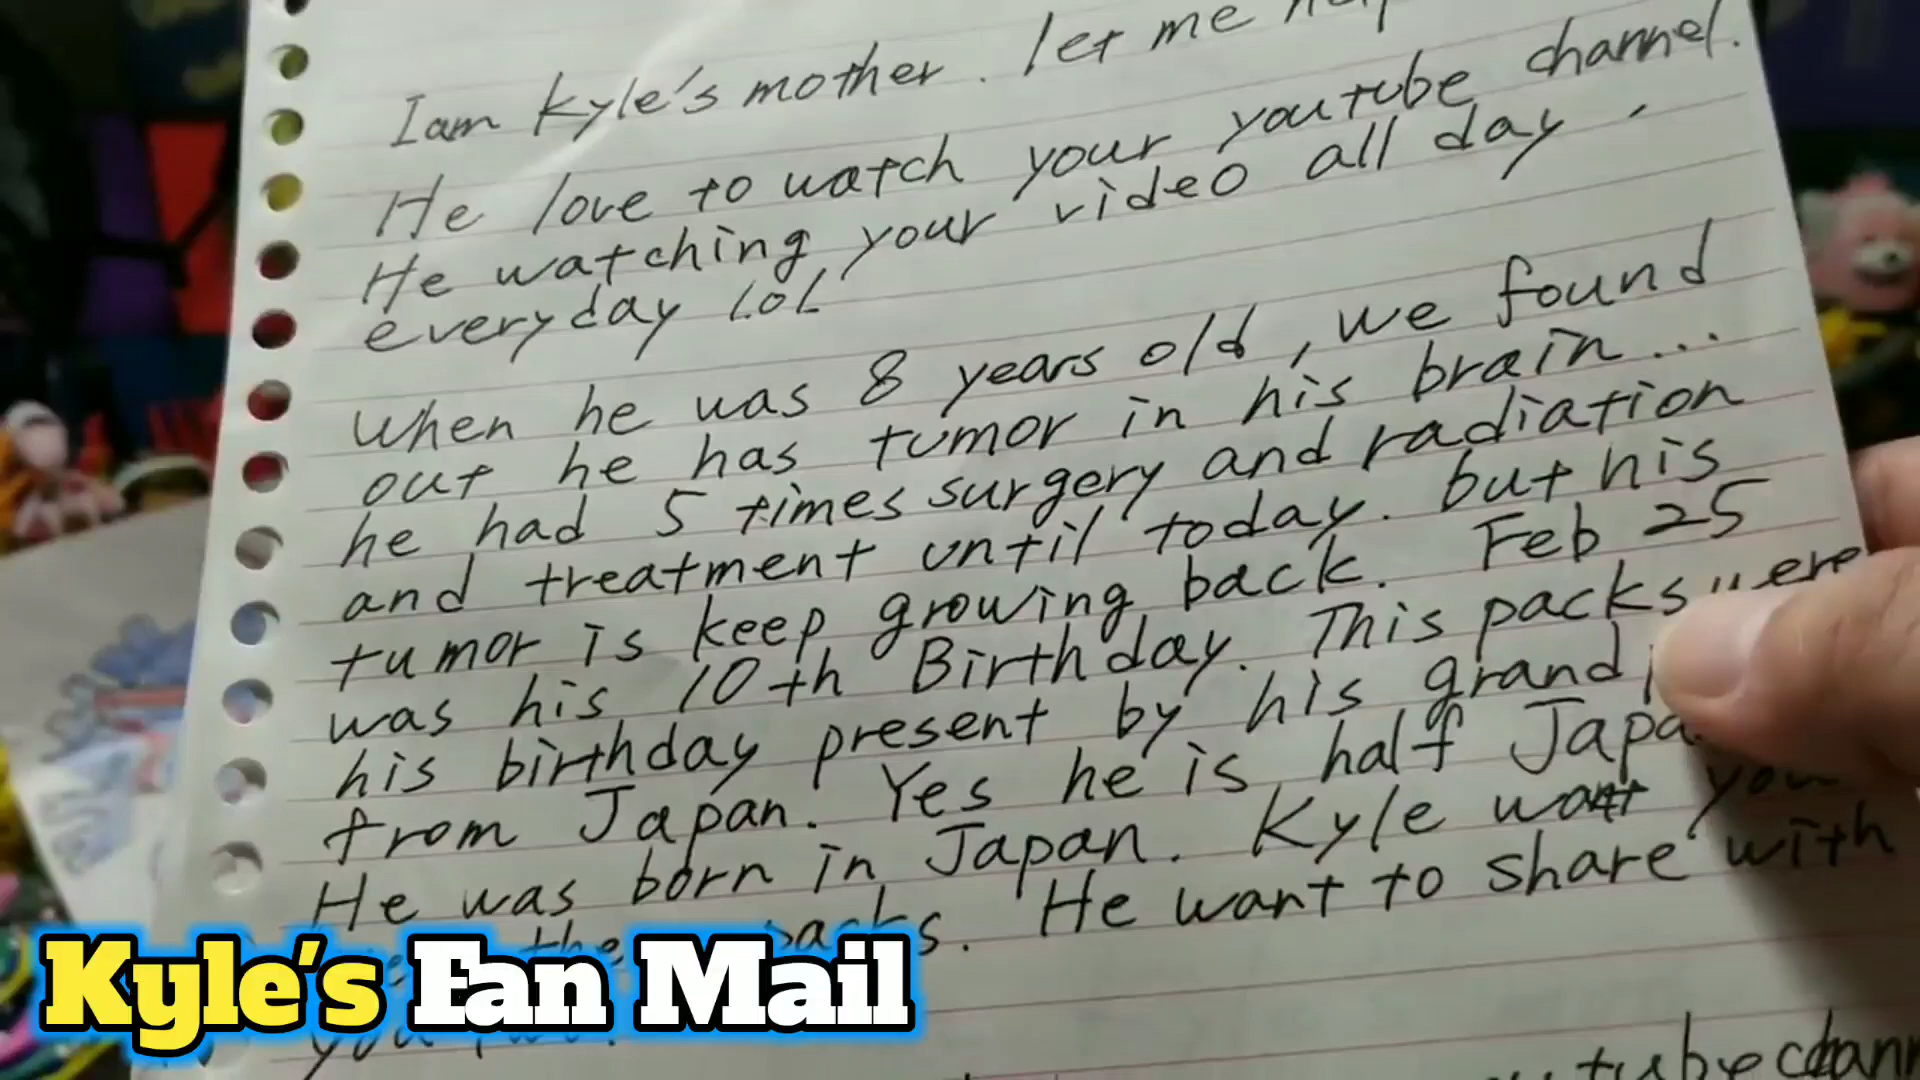 I am Kyle's mother. let me
He love to watch your youtube channel.
He watching your video all day,
everyday LOL
When he was 8 years old, we found
out he has tumor in his brain...
he had 5 times surgery and radiation
and treatment until today. but his
tumor is keep growing back. Feb 25
was his 10th Birthday. This packs were
his birthday present by his
from Japan. Yes he is half
He was born in Japan. Kyle want you
the packs. He want to share with
Kyle's Fan Mail